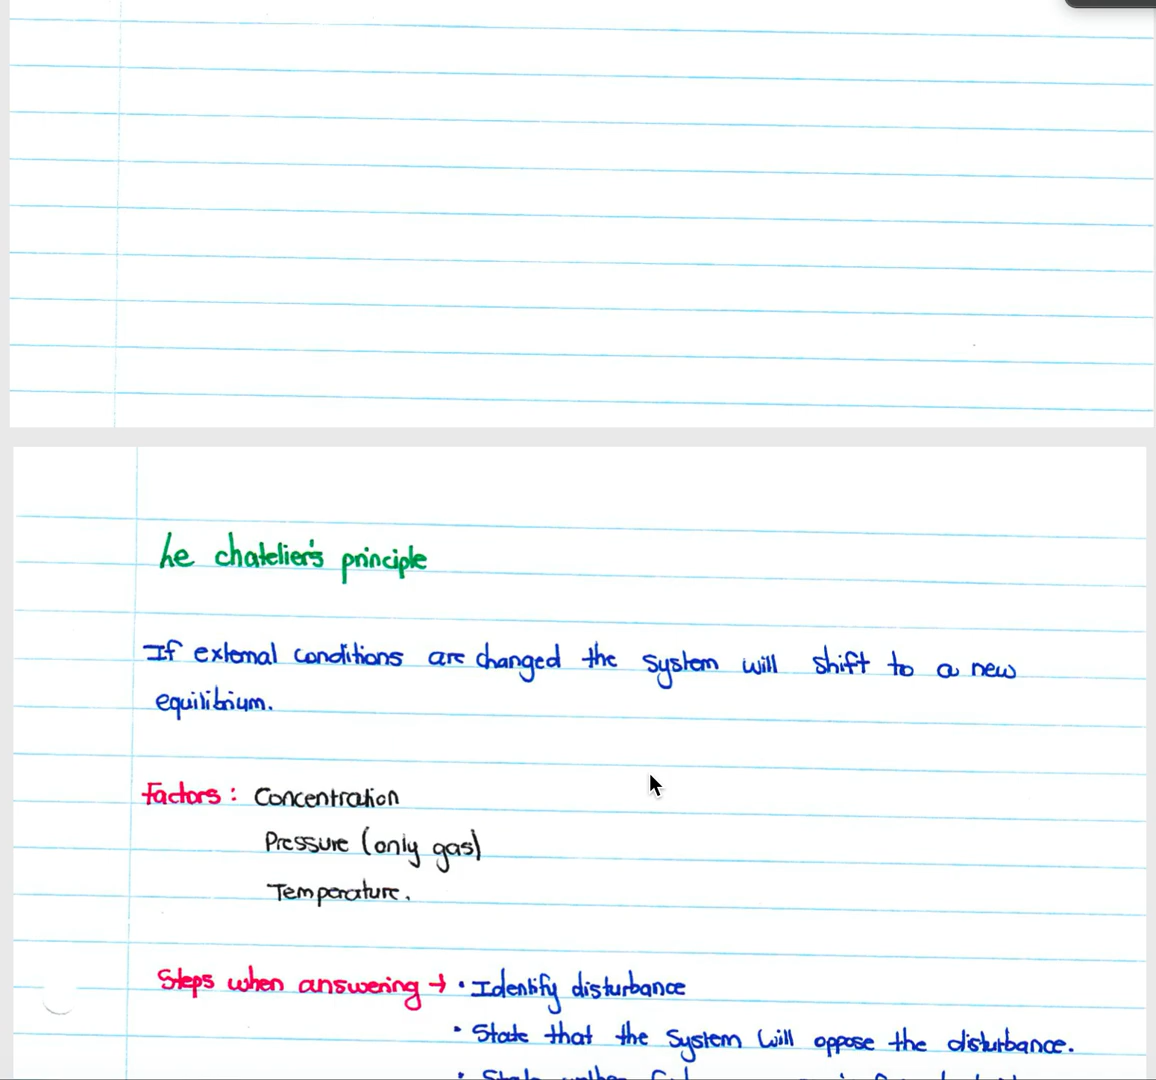 he chatelier's principle
If external conditions are changed the system will shift to a new
equilibrium.
Factors: Concentration
Pressure (only gas)
Temperature.
Steps when answering → • Identify disturbance
• State that the system will oppose the disturbance.